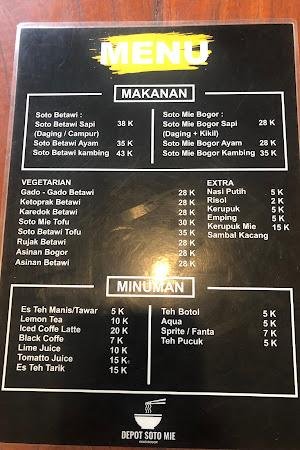 MENU
MAKANAN
Soto Betawi :
Soto Betawi Sapi 38 K
(Daging / Campur)
Soto Betawi Ayam 35 K
Soto Betawi kambing 43 K
Soto Mie Bogor :
Soto Mie Bogor Sapi 28 K
(Daging + Kikil)
Soto Mie Bogor Ayam 28 K
Soto Mie Bogor Kambing 35 K
VEGETARIAN
Gado - Gado Betawi 28 K
Ketoprak Betawi 28 K
Karedok Betawi 28 K
Soto Mie Tofu 30 K
Soto Betawi Tofu 35 K
Rujak Betawi 28 K
Asinan Bogor 28 K
Asinan Betawi 28 K
EXTRA
Nasi Putih 5 K
Risol 2 K
Kerupuk 5 K
Emping 5 K
Kerupuk Mie 15 K
Sambal Kacang
MINUMAN
Es Teh Manis/Tawar 5 K
Lemon Tea 10 K
Iced Coffe Latte 20 K
Black Coffe 7 K
Lime Juice 10 K
Tomatto Juice 15 K
Es Teh Tarik 15 K
Teh Botol 5 K
Aqua 5 K
Sprite / Fanta 7 K
Teh Pucuk 5 K
DEPOT SOTO MIE